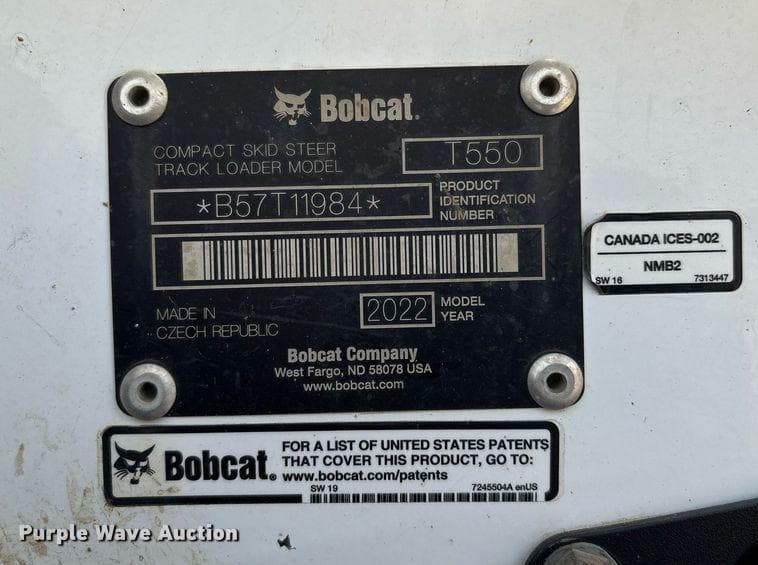 Bobcat.
COMPACT SKID STEER
TRACK LOADER MODEL
T550
*B57T11984*
PRODUCT
IDENTIFICATION
NUMBER
MADE IN
CZECH REPUBLIC
2022
MODEL
YEAR
Bobcat Company
West Fargo, ND 58078 USA
www.bobcat.com
CANADA ICES-002
NMB2
SW 16
7313447
Bobcat.
FOR A LIST OF UNITED STATES PATENTS
THAT COVER THIS PRODUCT, GO TO:
www.bobcat.com/patents
SW 19
7245504A enUS
Purple Wave Auction